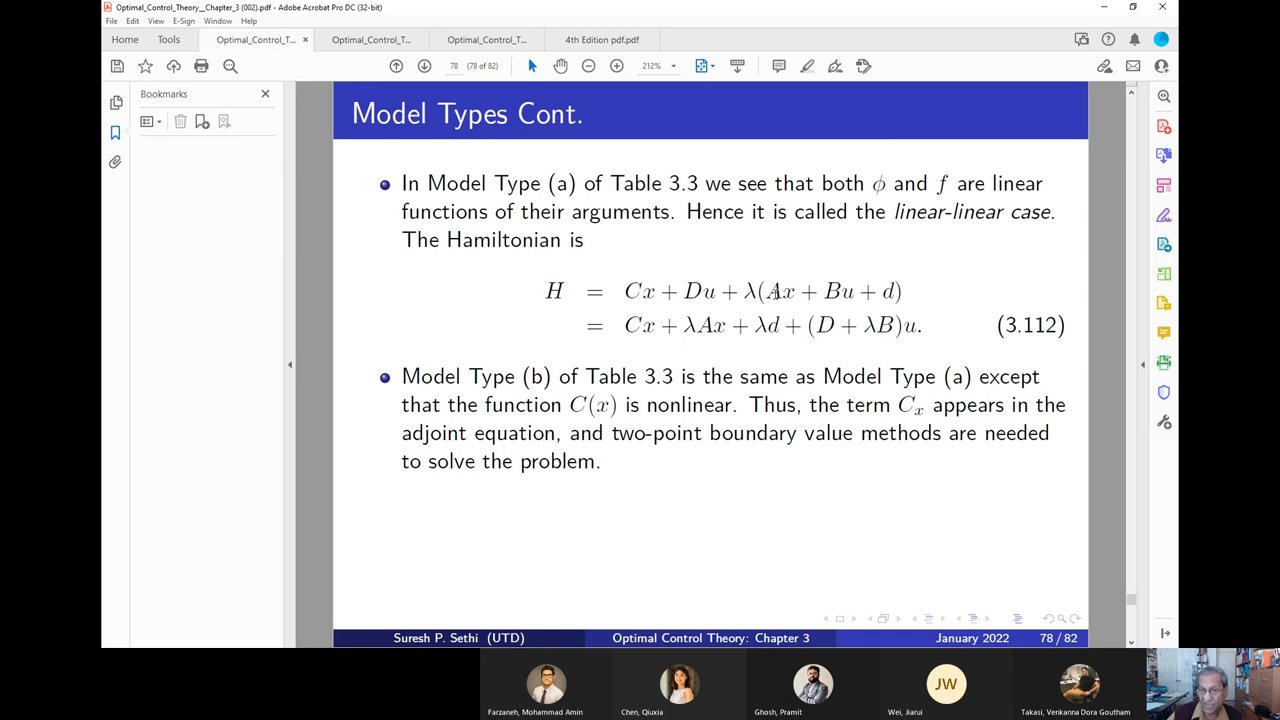 Optimal_Control_Theory__Chapter_3 (002).pdf - Adobe Acrobat Pro DC (32-bit)
File Edit View E-Sign Window Help
Home Tools Optimal_Control_T... × Optimal_Control_T... Optimal_Control_T... 4th Edition pdf.pdf
78 (78 of 82) 212%
Bookmarks
Model Types Cont.
In Model Type (a) of Table 3.3 we see that both ϕ and f are linear
functions of their arguments. Hence it is called the linear-linear case.
The Hamiltonian is
H = Cx + Du + λ(Ax + Bu + d)
= Cx + λAx + λd + (D + λB)u. (3.112)
Model Type (b) of Table 3.3 is the same as Model Type (a) except
that the function C(x) is nonlinear. Thus, the term Cₓ appears in the
adjoint equation, and two-point boundary value methods are needed
to solve the problem.
Suresh P. Sethi (UTD) Optimal Control Theory: Chapter 3 January 2022 78 / 82
JW
Farzaneh, Mohammad Amin Chen, Qiuxia Ghosh, Pramit Wei, Jiarui Takasi, Venkanna Dora Goutham